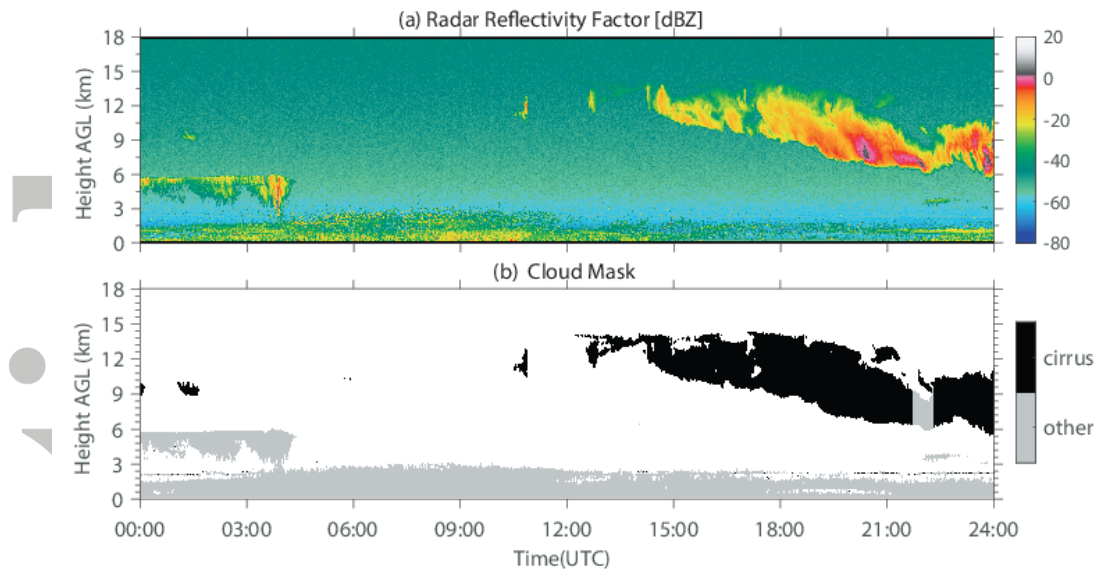 (a) Radar Reflectivity Factor [dBZ]
18
15
12
9
6
3
0
Height AGL (km)
20
0
-20
-40
-60
-80
(b) Cloud Mask
18
15
12
9
6
3
0
Height AGL (km)
cirrus
other
00:00 03:00 06:00 09:00 12:00 15:00 18:00 21:00 24:00
Time(UTC)